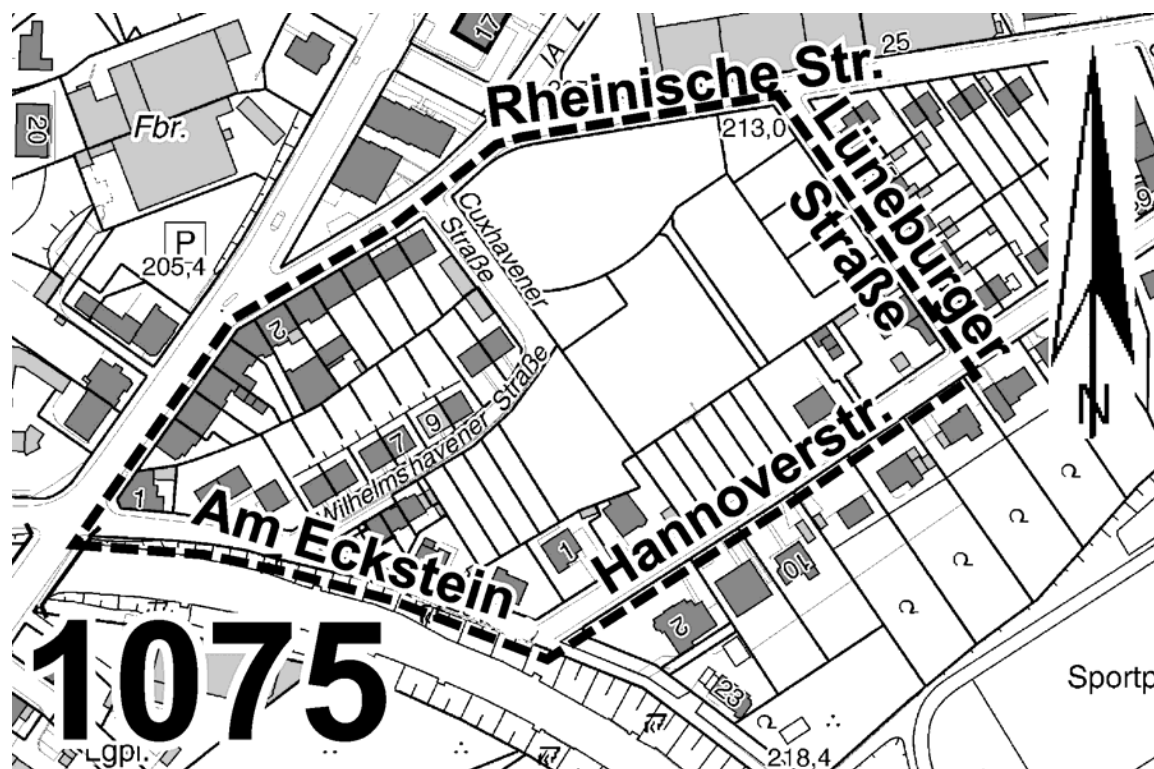 17
25
Rheinische Str.
20
Fbr.
213,0
Lüneburger
Straße
Cuxhavener
Straße
P
205,4
2
N
Wilhelmshavener Straße
7
9
Hannoverstr.
1
Am Eckstein
1
10
2
1075
23
Sportp
Lgpl.
218,4